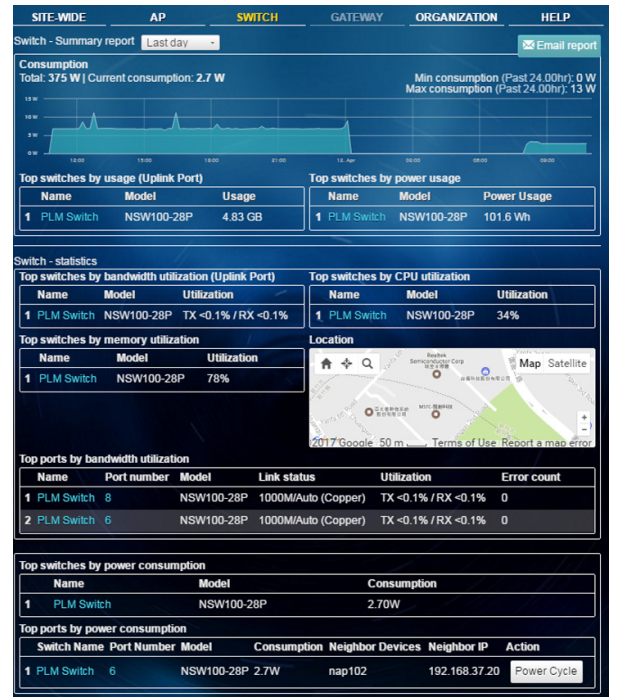 SITE-WIDE AP SWITCH GATEWAY ORGANIZATION HELP
Switch - Summary report Last day Email report
Consumption
Total: 375 W | Current consumption: 2.7 W
Min consumption (Past 24.00hr): 0 W
Max consumption (Past 24.00hr): 13 W
15 W
10 W
5 W
0 W
12:00 15:00 18:00 21:00 12. Apr 03:00 06:00 09:00
Top switches by usage (Uplink Port)
Name Model Usage
1 PLM Switch NSW100-28P 4.83 GB
Top switches by power usage
Name Model Power Usage
1 PLM Switch NSW100-28P 101.6 Wh
Switch - statistics
Top switches by bandwidth utilization (Uplink Port)
Name Model Utilization
1 PLM Switch NSW100-28P TX <0.1% / RX <0.1%
Top switches by CPU utilization
Name Model Utilization
1 PLM Switch NSW100-28P 34%
Top switches by memory utilization
Name Model Utilization
1 PLM Switch NSW100-28P 78%
Location
Map Satellite
Realtek
Semiconductor Corp
2017 Google 50 m Terms of Use Report a map error
Top ports by bandwidth utilization
Name Port number Model Link status Utilization Error count
1 PLM Switch 8 NSW100-28P 1000M/Auto (Copper) TX <0.1% / RX <0.1% 0
2 PLM Switch 6 NSW100-28P 1000M/Auto (Copper) TX <0.1% / RX <0.1% 0
Top switches by power consumption
Name Model Consumption
1 PLM Switch NSW100-28P 2.70W
Top ports by power consumption
Switch Name Port Number Model Consumption Neighbor Devices Neighbor IP Action
1 PLM Switch 6 NSW100-28P 2.7W nap102 192.168.37.20 Power Cycle